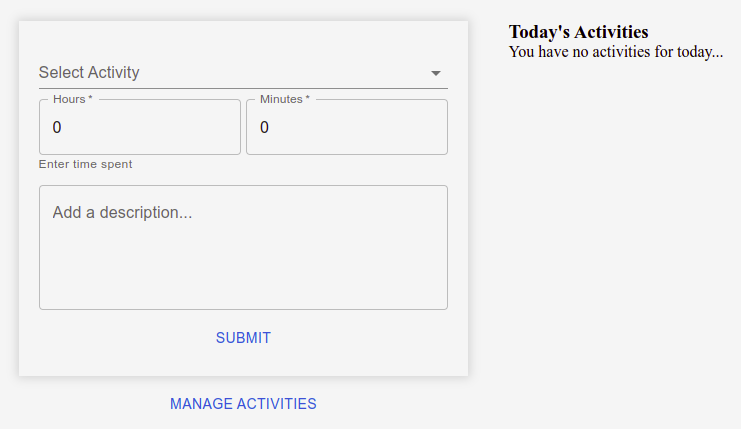 Select Activity
Hours *
Minutes *
0
0
Enter time spent
Add a description...
SUBMIT
MANAGE ACTIVITIES
Today's Activities
You have no activities for today...